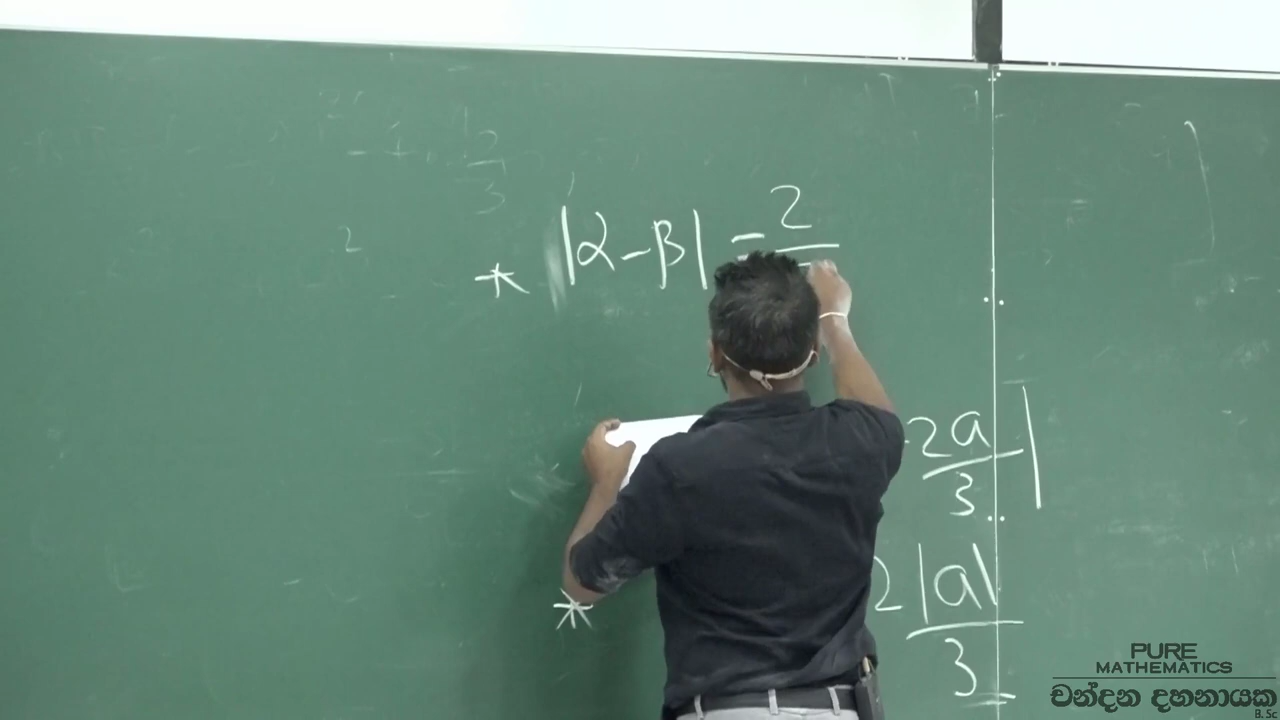 * |α-β| = 2
2a |
3
2|a|
3
*
PURE
MATHEMATICS
චන්දන දහනායක
B.Sc